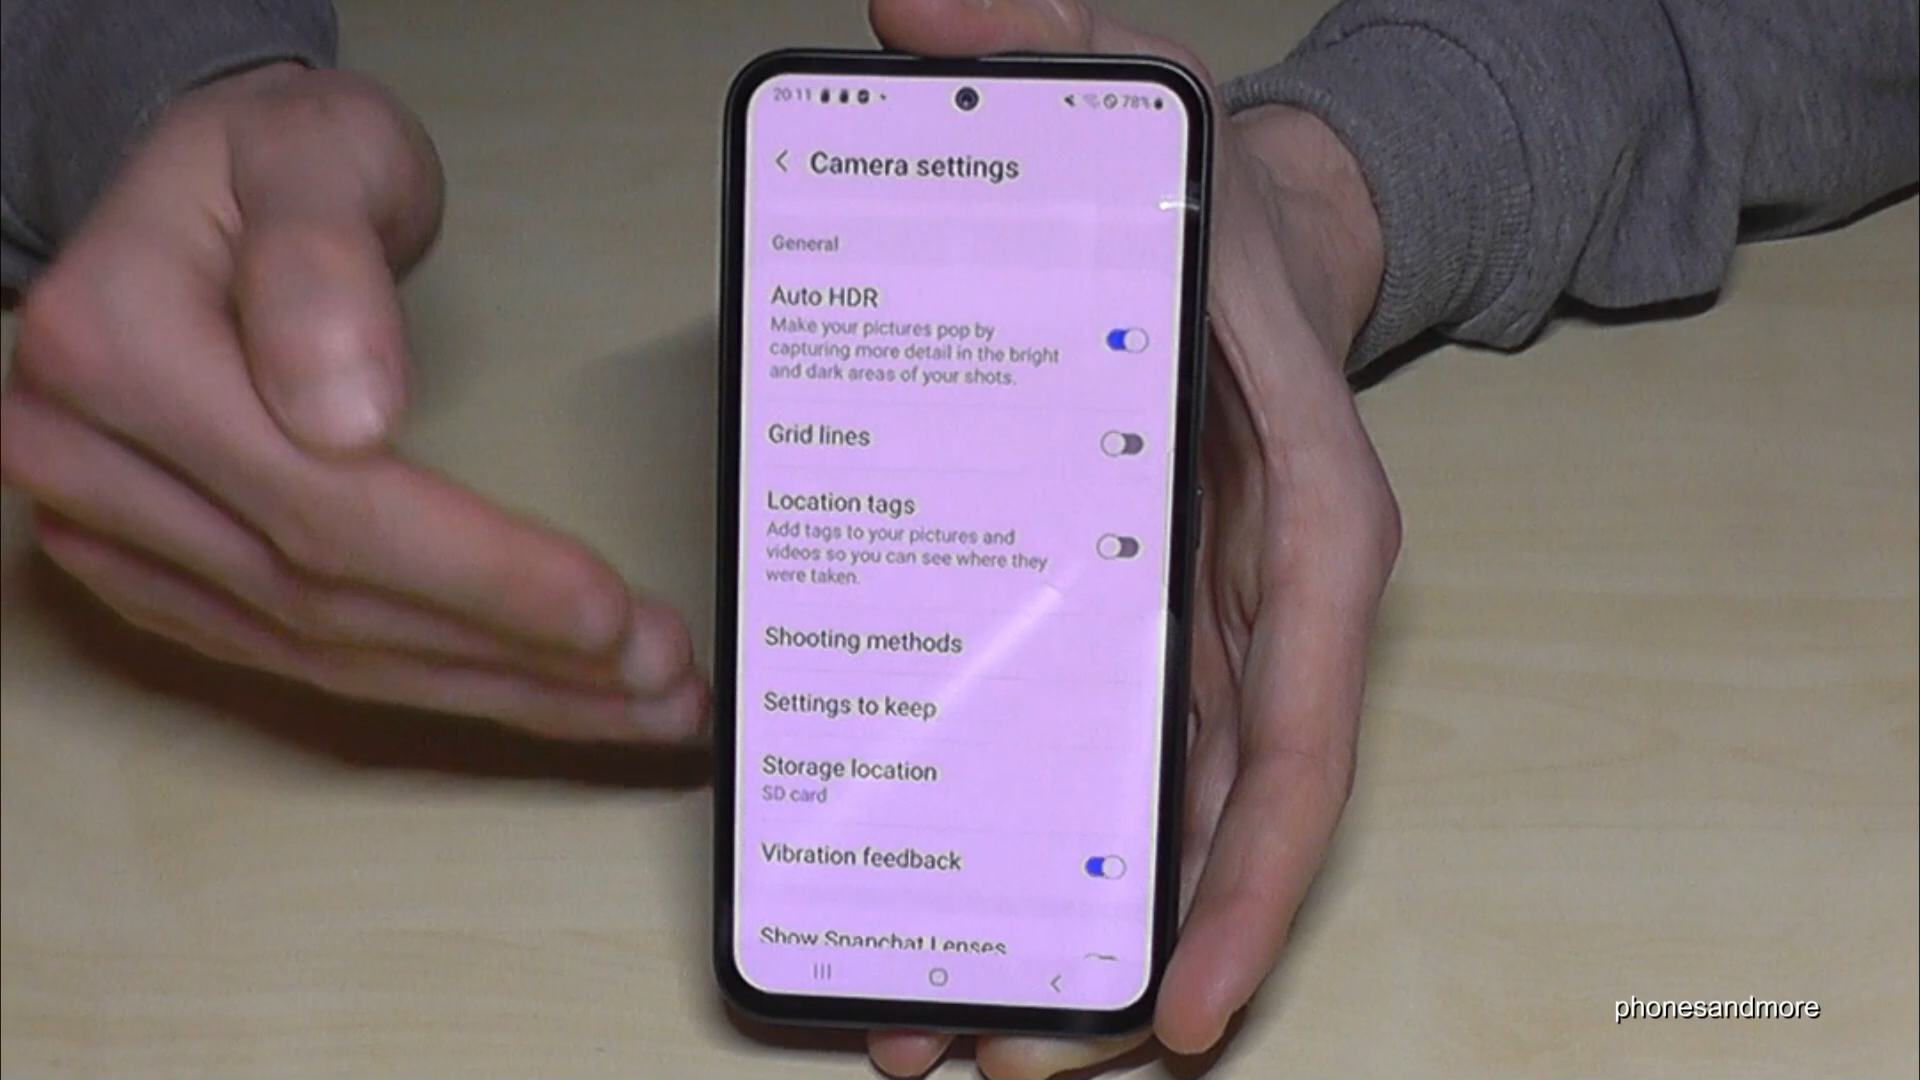 20:11 78%
Camera settings
General
Auto HDR
Make your pictures pop by
capturing more detail in the bright
and dark areas of your shots.
Grid lines
Location tags
Add tags to your pictures and
videos so you can see where they
were taken.
Shooting methods
Settings to keep
Storage location
SD card
Vibration feedback
Show Snapchat Lenses
phonesandmore